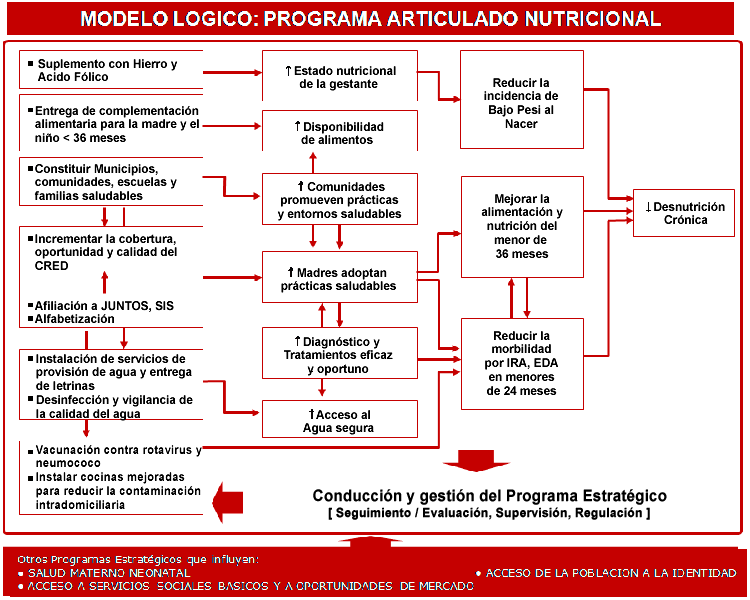 MODELO LOGICO: PROGRAMA ARTICULADO NUTRICIONAL
▪ Suplemento con Hierro y
Acido Fólico
▪ Entrega de complementación
alimentaria para la madre y el
niño < 36 meses
▪ Constituir Municipios,
comunidades, escuelas y
familias saludables
▪ Incrementar la cobertura,
oportunidad y calidad del
CRED
▪ Afiliación a JUNTOS, SIS
▪ Alfabetización
▪ Instalación de servicios de
provisión de agua y entrega
de letrinas
▪ Desinfección y vigilancia de
la calidad del agua
▪ Vacunación contra rotavirus y
neumococo
▪ Instalar cocinas mejoradas
para reducir la contaminación
intradomiciliaria
↑ Estado nutricional
de la gestante
↑ Disponibilidad
de alimentos
↑ Comunidades
promueven prácticas
y entornos saludables
↑ Madres adoptan
prácticas saludables
↑ Diagnóstico y
Tratamientos eficaz
y oportuno
↑ Acceso al
Agua segura
Reducir la
incidencia de
Bajo Pesi al
Nacer
Mejorar la
alimentación y
nutrición del
menor de
36 meses
Reducir la
morbilidad
por IRA, EDA
en menores
de 24 meses
↓ Desnutrición
Crónica
Conducción y gestión del Programa Estratégico
[ Seguimiento / Evaluación, Supervisión, Regulación ]
Otros Programas Estratégicos que influyen:
● SALUD MATERNO NEONATAL
● ACCESO A SERVICIOS SOCIALES BASICOS Y A OPORTUNIDADES DE MERCADO
● ACCESO DE LA POBLACION A LA IDENTIDAD